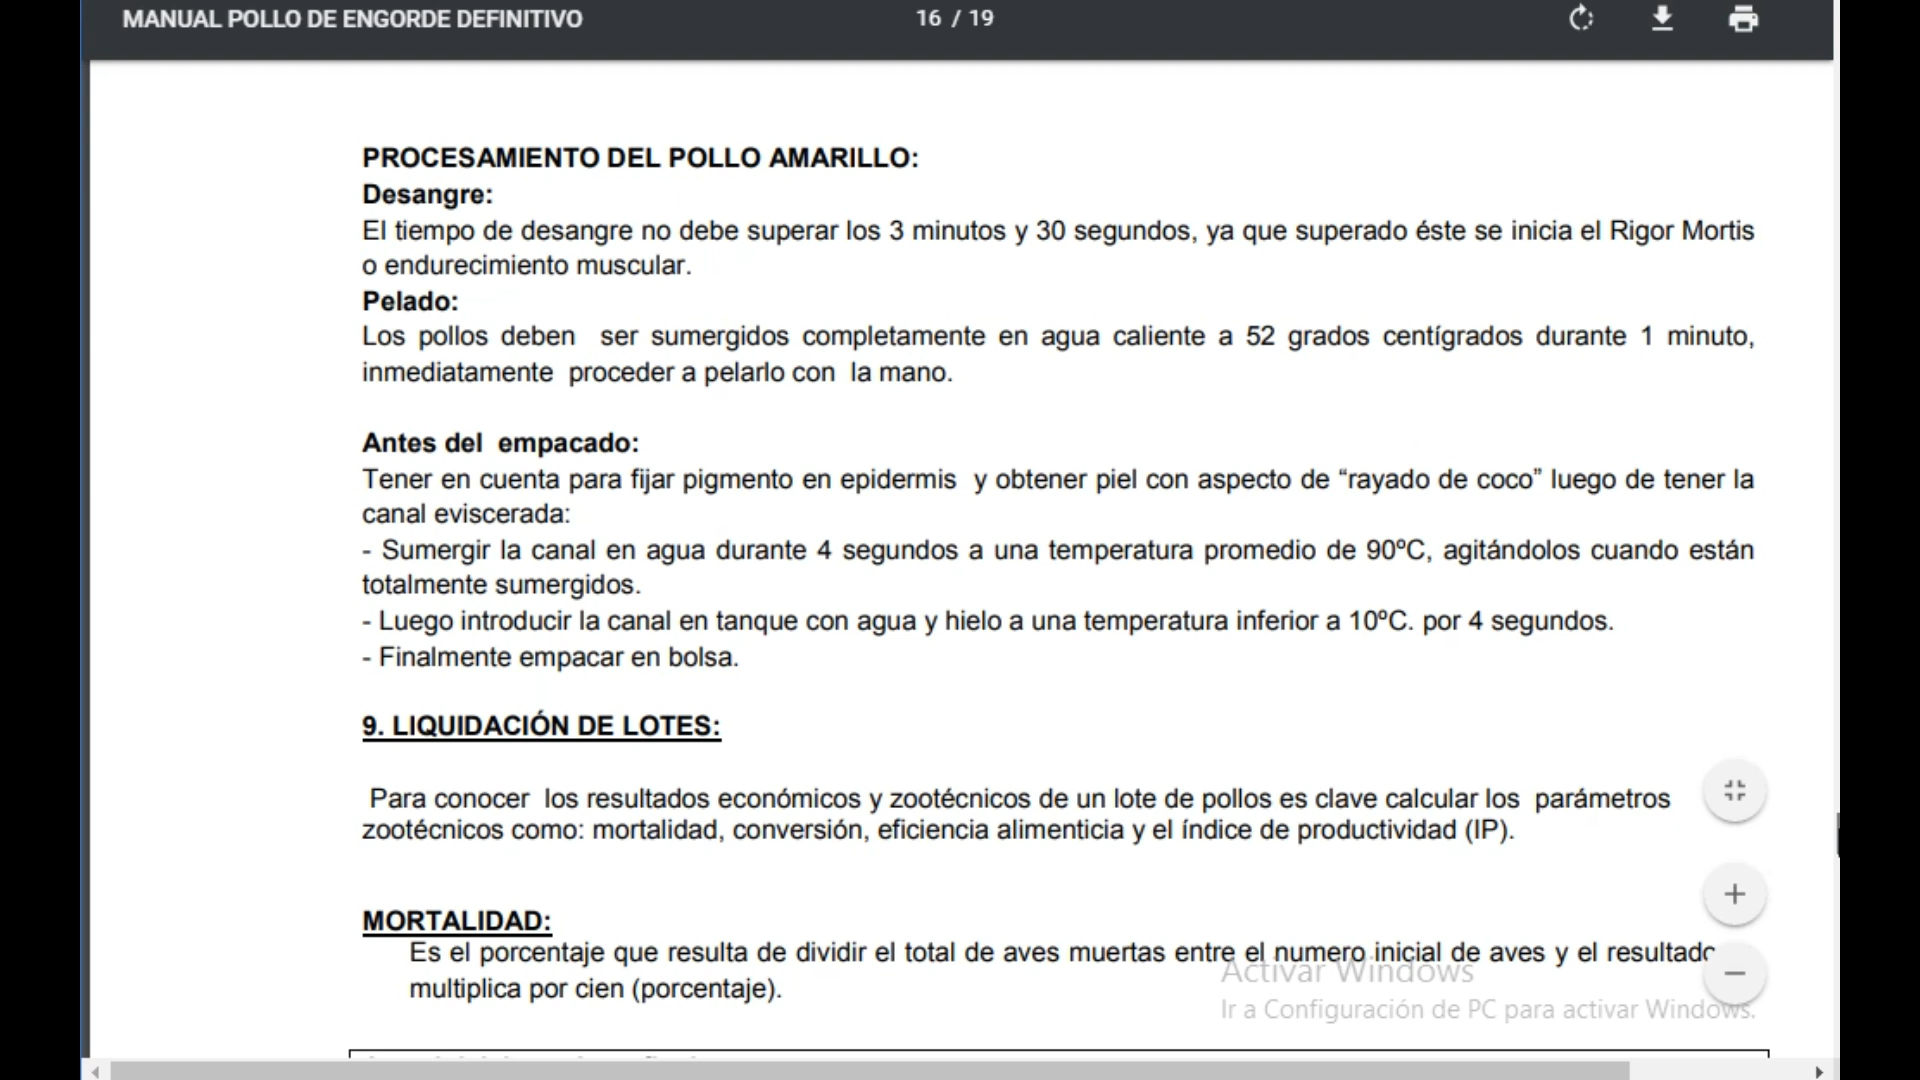 MANUAL POLLO DE ENGORDE DEFINITIVO
16 / 19
PROCESAMIENTO DEL POLLO AMARILLO:
Desangre:
El tiempo de desangre no debe superar los 3 minutos y 30 segundos, ya que superado éste se inicia el Rigor Mortis
o endurecimiento muscular.
Pelado:
Los pollos deben ser sumergidos completamente en agua caliente a 52 grados centígrados durante 1 minuto,
inmediatamente proceder a pelarlo con la mano.
Antes del empacado:
Tener en cuenta para fijar pigmento en epidermis y obtener piel con aspecto de “rayado de coco” luego de tener la
canal eviscerada:
- Sumergir la canal en agua durante 4 segundos a una temperatura promedio de 90ºC, agitándolos cuando están
totalmente sumergidos.
- Luego introducir la canal en tanque con agua y hielo a una temperatura inferior a 10ºC. por 4 segundos.
- Finalmente empacar en bolsa.
9. LIQUIDACIÓN DE LOTES:
Para conocer los resultados económicos y zootécnicos de un lote de pollos es clave calcular los parámetros
zootécnicos como: mortalidad, conversión, eficiencia alimenticia y el índice de productividad (IP).
MORTALIDAD:
Es el porcentaje que resulta de dividir el total de aves muertas entre el numero inicial de aves y el resultado
multiplica por cien (porcentaje).
Activar Windows
Ir a Configuración de PC para activar Windows.